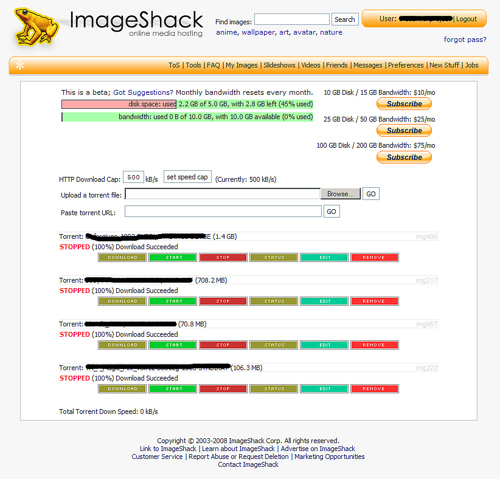 ImageShack
online media hosting
Find images: Search
anime, wallpaper, art, avatar, nature
User: | Logout
forgot pass?
ToS | Tools | FAQ | My Images | Slideshows | Videos | Friends | Messages | Preferences | New Stuff | Jobs
This is a beta; Got Suggestions? Monthly bandwidth resets every month.
disk space: used 2.2 GB of 5.0 GB, with 2.8 GB left (45% used)
bandwidth: used 0 B of 10.0 GB, with 10.0 GB available (0% used)
10 GB Disk / 15 GB Bandwidth: $10/mo
Subscribe
25 GB Disk / 50 GB Bandwidth: $25/mo
Subscribe
100 GB Disk / 200 GB Bandwidth: $75/mo
Subscribe
HTTP Download Cap: 500 kB/s set speed cap (Currently: 500 kB/s)
Upload a torrent file: Browse... GO
Paste torrent URL: GO
Torrent: (1.4 GB) img406
STOPPED (100%) Download Succeeded
DOWNLOAD START STOP STATUS EDIT REMOVE
Torrent: (708.2 MB) img217
STOPPED (100%) Download Succeeded
DOWNLOAD START STOP STATUS EDIT REMOVE
Torrent: (70.8 MB) img667
STOPPED (100%) Download Succeeded
DOWNLOAD START STOP STATUS EDIT REMOVE
Torrent: (106.3 MB) img222
STOPPED (100%) Download Succeeded
DOWNLOAD START STOP STATUS EDIT REMOVE
Total Torrent Down Speed: 0 kB/s
Copyright © 2003-2008 ImageShack Corp. All rights reserved.
Link to ImageShack | Learn about ImageShack | Advertise on ImageShack
Customer Service | Report Abuse or Request Deletion | Marketing Opportunities
Contact ImageShack